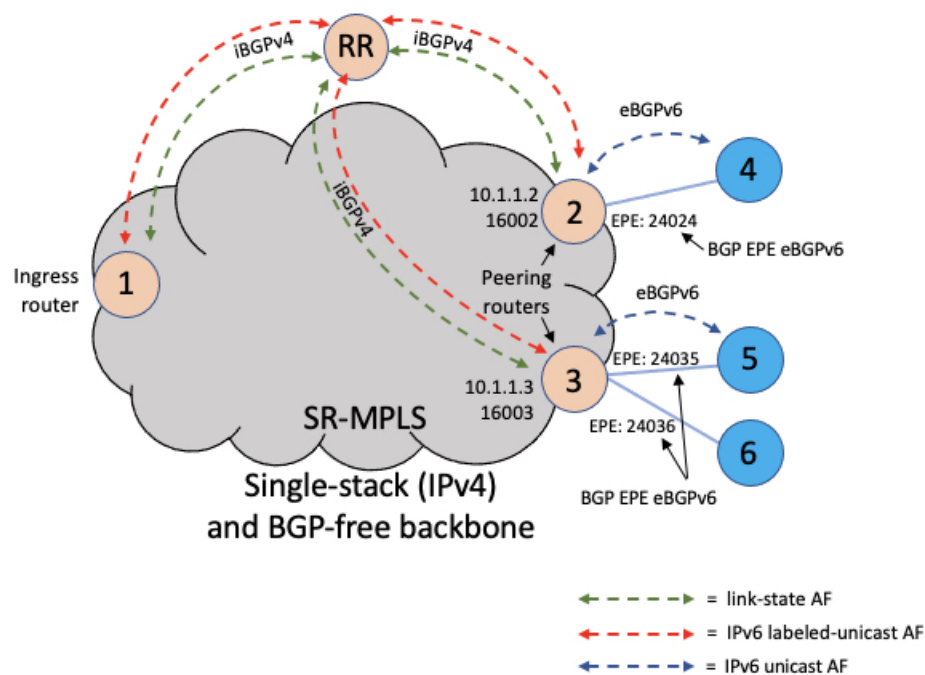 RR
iBGPv4
iBGPv4
eBGPv6
4
10.1.1.2
16002
2
EPE: 24024
BGP EPE eBGPv6
iBGPv4
Ingress
router
1
Peering
routers
eBGPv6
EPE: 24035
5
10.1.1.3
16003
3
EPE: 24036
6
SR-MPLS
BGP EPE eBGPv6
Single-stack (IPv4)
and BGP-free backbone
= link-state AF
= IPv6 labeled-unicast AF
= IPv6 unicast AF